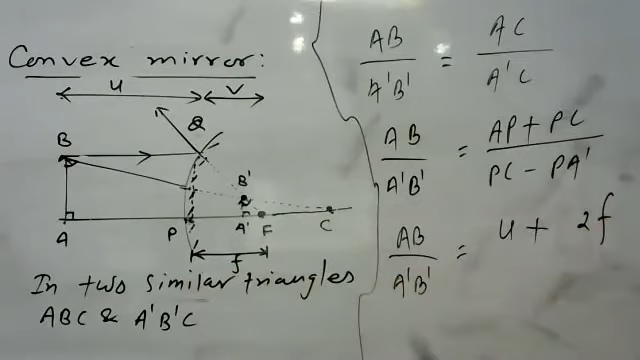 Convex mirror:
u v
Q
B
B'
A P A' F C
f
In two similar triangles
ABC & A'B'C
AB/A'B' = AC/A'C
AB/A'B' = AP + PC/PC - PA'
AB/A'B' = u + 2f